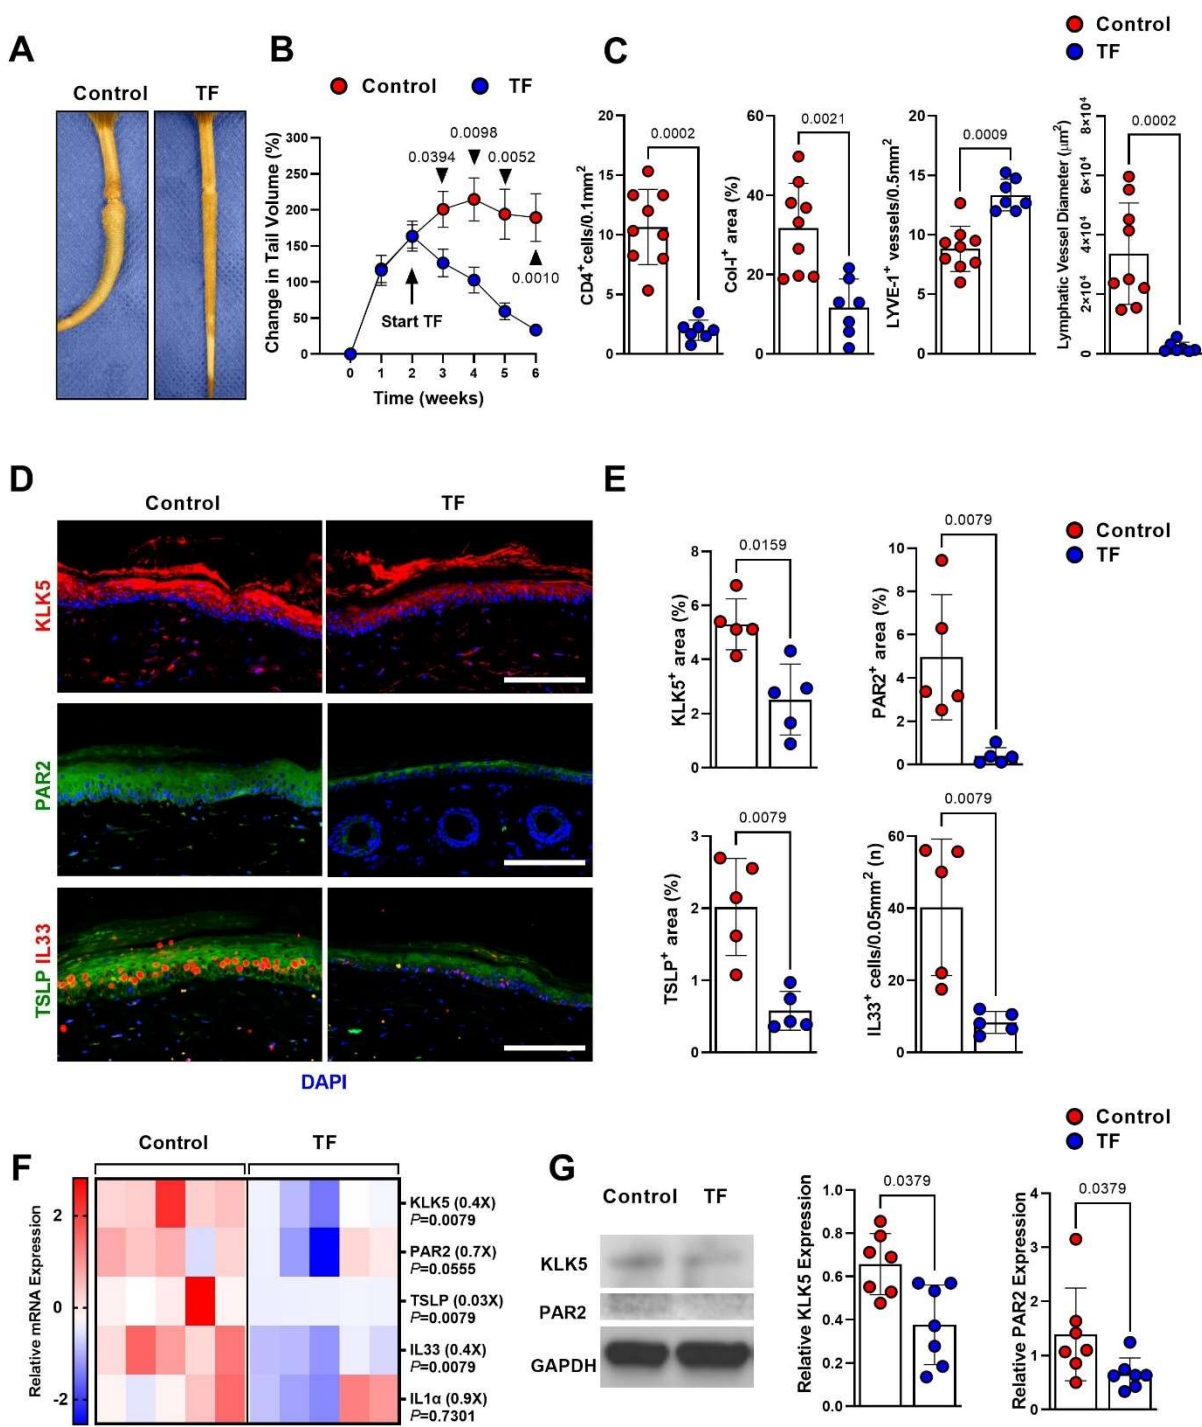 A
Control TF
B
Control TF
Change in Tail Volume (%)
300
250
200
150
100
50
0
0.0394
0.0098
0.0052
0.0010
Start TF
0 1 2 3 4 5 6
Time (weeks)
C
Control
TF
CD4+cells/0.1mm2
20
15
10
5
0
0.0002
Col-I+ area (%)
60
40
20
0
0.0021
LYVE-1+ vessels/0.5mm2
20
15
10
5
0
0.0009
Lymphatic Vessel Diameter (μm2)
8×10^4
6×10^4
4×10^4
2×10^4
0
0.0002
D
Control TF
KLK5
PAR2
TSLP IL33
DAPI
E
Control
TF
KLK5+ area (%)
8
6
4
2
0
0.0159
PAR2+ area (%)
10
8
6
4
2
0
0.0079
TSLP+ area (%)
3
2
1
0
0.0079
IL33+ cells/0.05mm2 (n)
60
40
20
0
0.0079
F
Control TF
Relative mRNA Expression
2
0
-2
KLK5 (0.4X)
P=0.0079
PAR2 (0.7X)
P=0.0555
TSLP (0.03X)
P=0.0079
IL33 (0.4X)
P=0.0079
IL1α (0.9X)
P=0.7301
G
Control
TF
Control TF
KLK5
PAR2
GAPDH
Relative KLK5 Expression
1.0
0.8
0.6
0.4
0.2
0.0
0.0379
Relative PAR2 Expression
4
3
2
1
0
0.0379